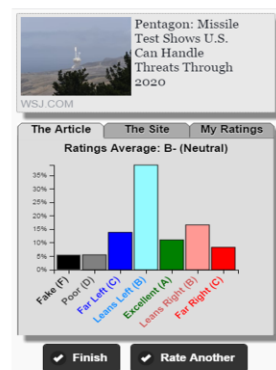 Pentagon: Missile
Test Shows U.S.
Can Handle
Threats Through
2020
WSJ.COM
The Article
The Site
My Ratings
Ratings Average: B- (Neutral)
35%
30%
25%
20%
15%
10%
5%
0%
Fake (F)
Poor (D)
Far Left (C)
Leans Left (B)
Excellent (A)
Leans Right (B)
Far Right (C)
Finish
Rate Another